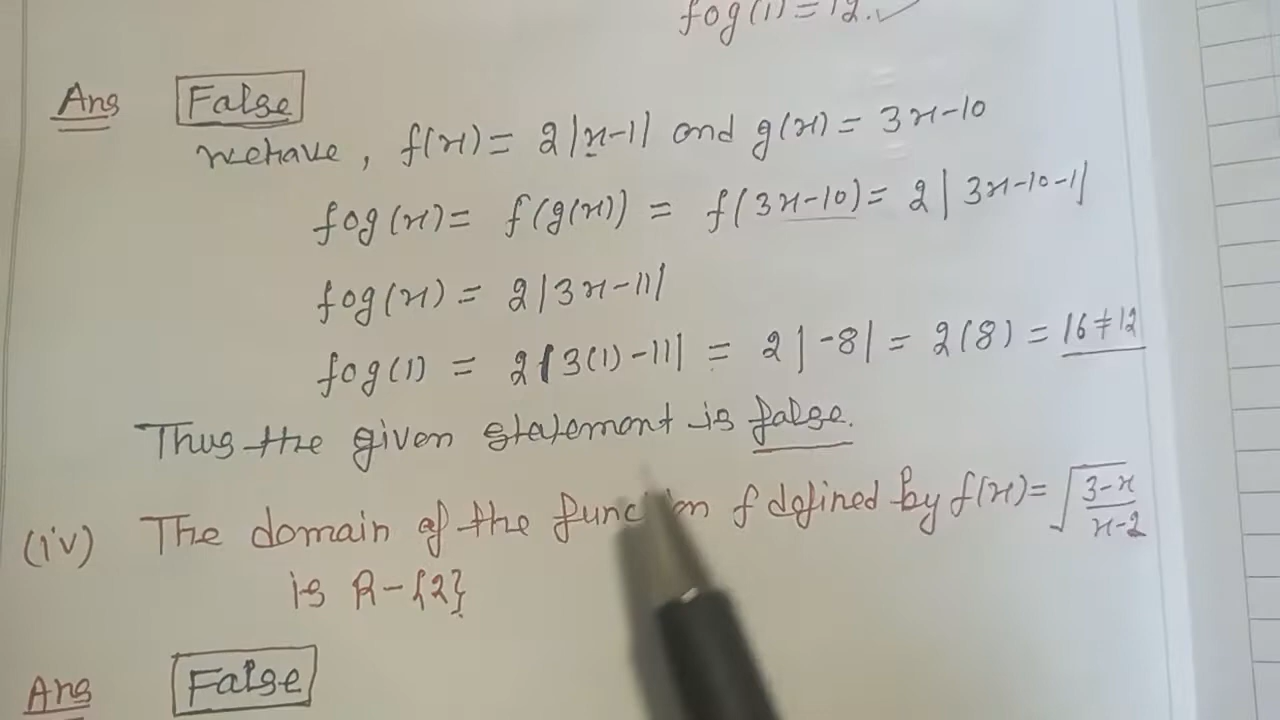 fog(1) = 12. ✓
Ans False
we have, f(x) = 2|x-1| and g(x) = 3x-10
fog(x) = f(g(x)) = f(3x-10) = 2|3x-10-1|
fog(x) = 2|3x-11|
fog(1) = 2|3(1)-11| = 2|-8| = 2(8) = 16≠12
Thus the given statement is false.
(iv) The domain of the function f defined by f(x) = √((3-x)/(x-2))
is R-{2}.
Ans False